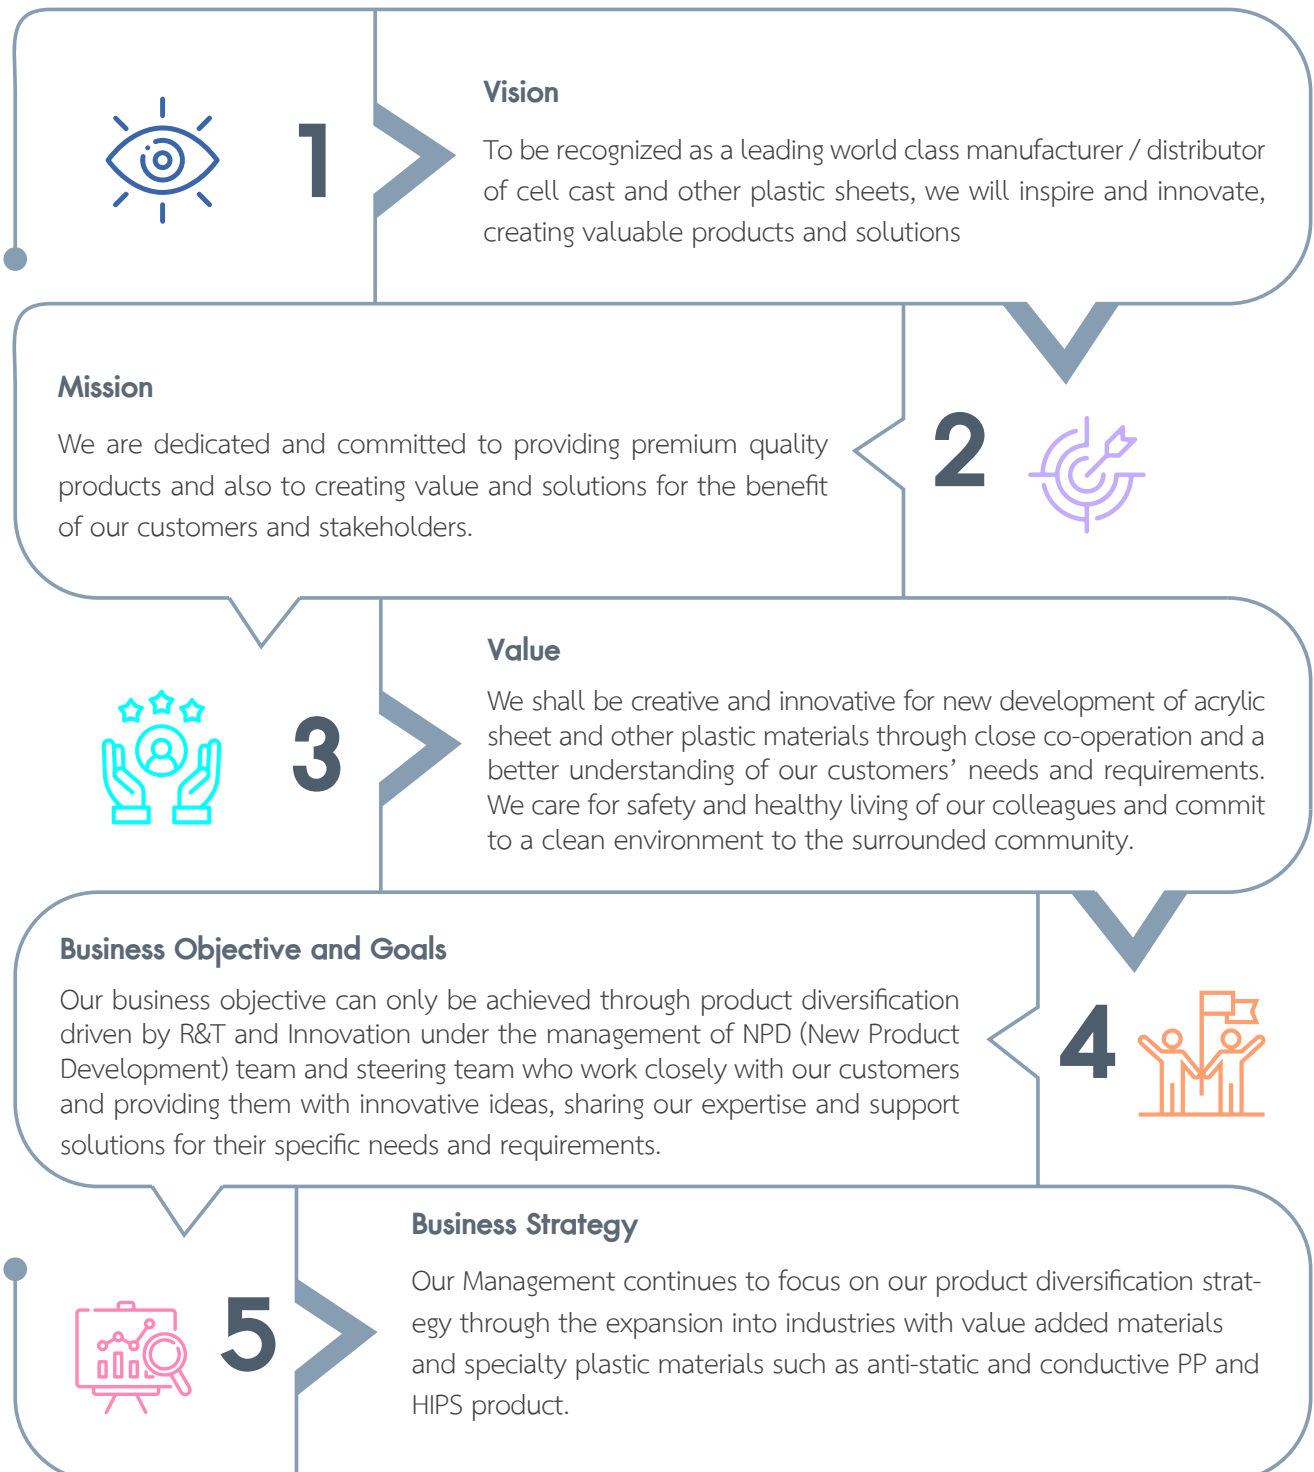 1
Vision
To be recognized as a leading world class manufacturer / distributor
of cell cast and other plastic sheets, we will inspire and innovate,
creating valuable products and solutions
Mission
We are dedicated and committed to providing premium quality
products and also to creating value and solutions for the benefit
of our customers and stakeholders.
2
3
Value
We shall be creative and innovative for new development of acrylic
sheet and other plastic materials through close co-operation and a
better understanding of our customers’ needs and requirements.
We care for safety and healthy living of our colleagues and commit
to a clean environment to the surrounded community.
Business Objective and Goals
Our business objective can only be achieved through product diversification
driven by R&T and Innovation under the management of NPD (New Product
Development) team and steering team who work closely with our customers
and providing them with innovative ideas, sharing our expertise and support
solutions for their specific needs and requirements.
4
5
Business Strategy
Our Management continues to focus on our product diversification strat-
egy through the expansion into industries with value added materials
and specialty plastic materials such as anti-static and conductive PP and
HIPS product.